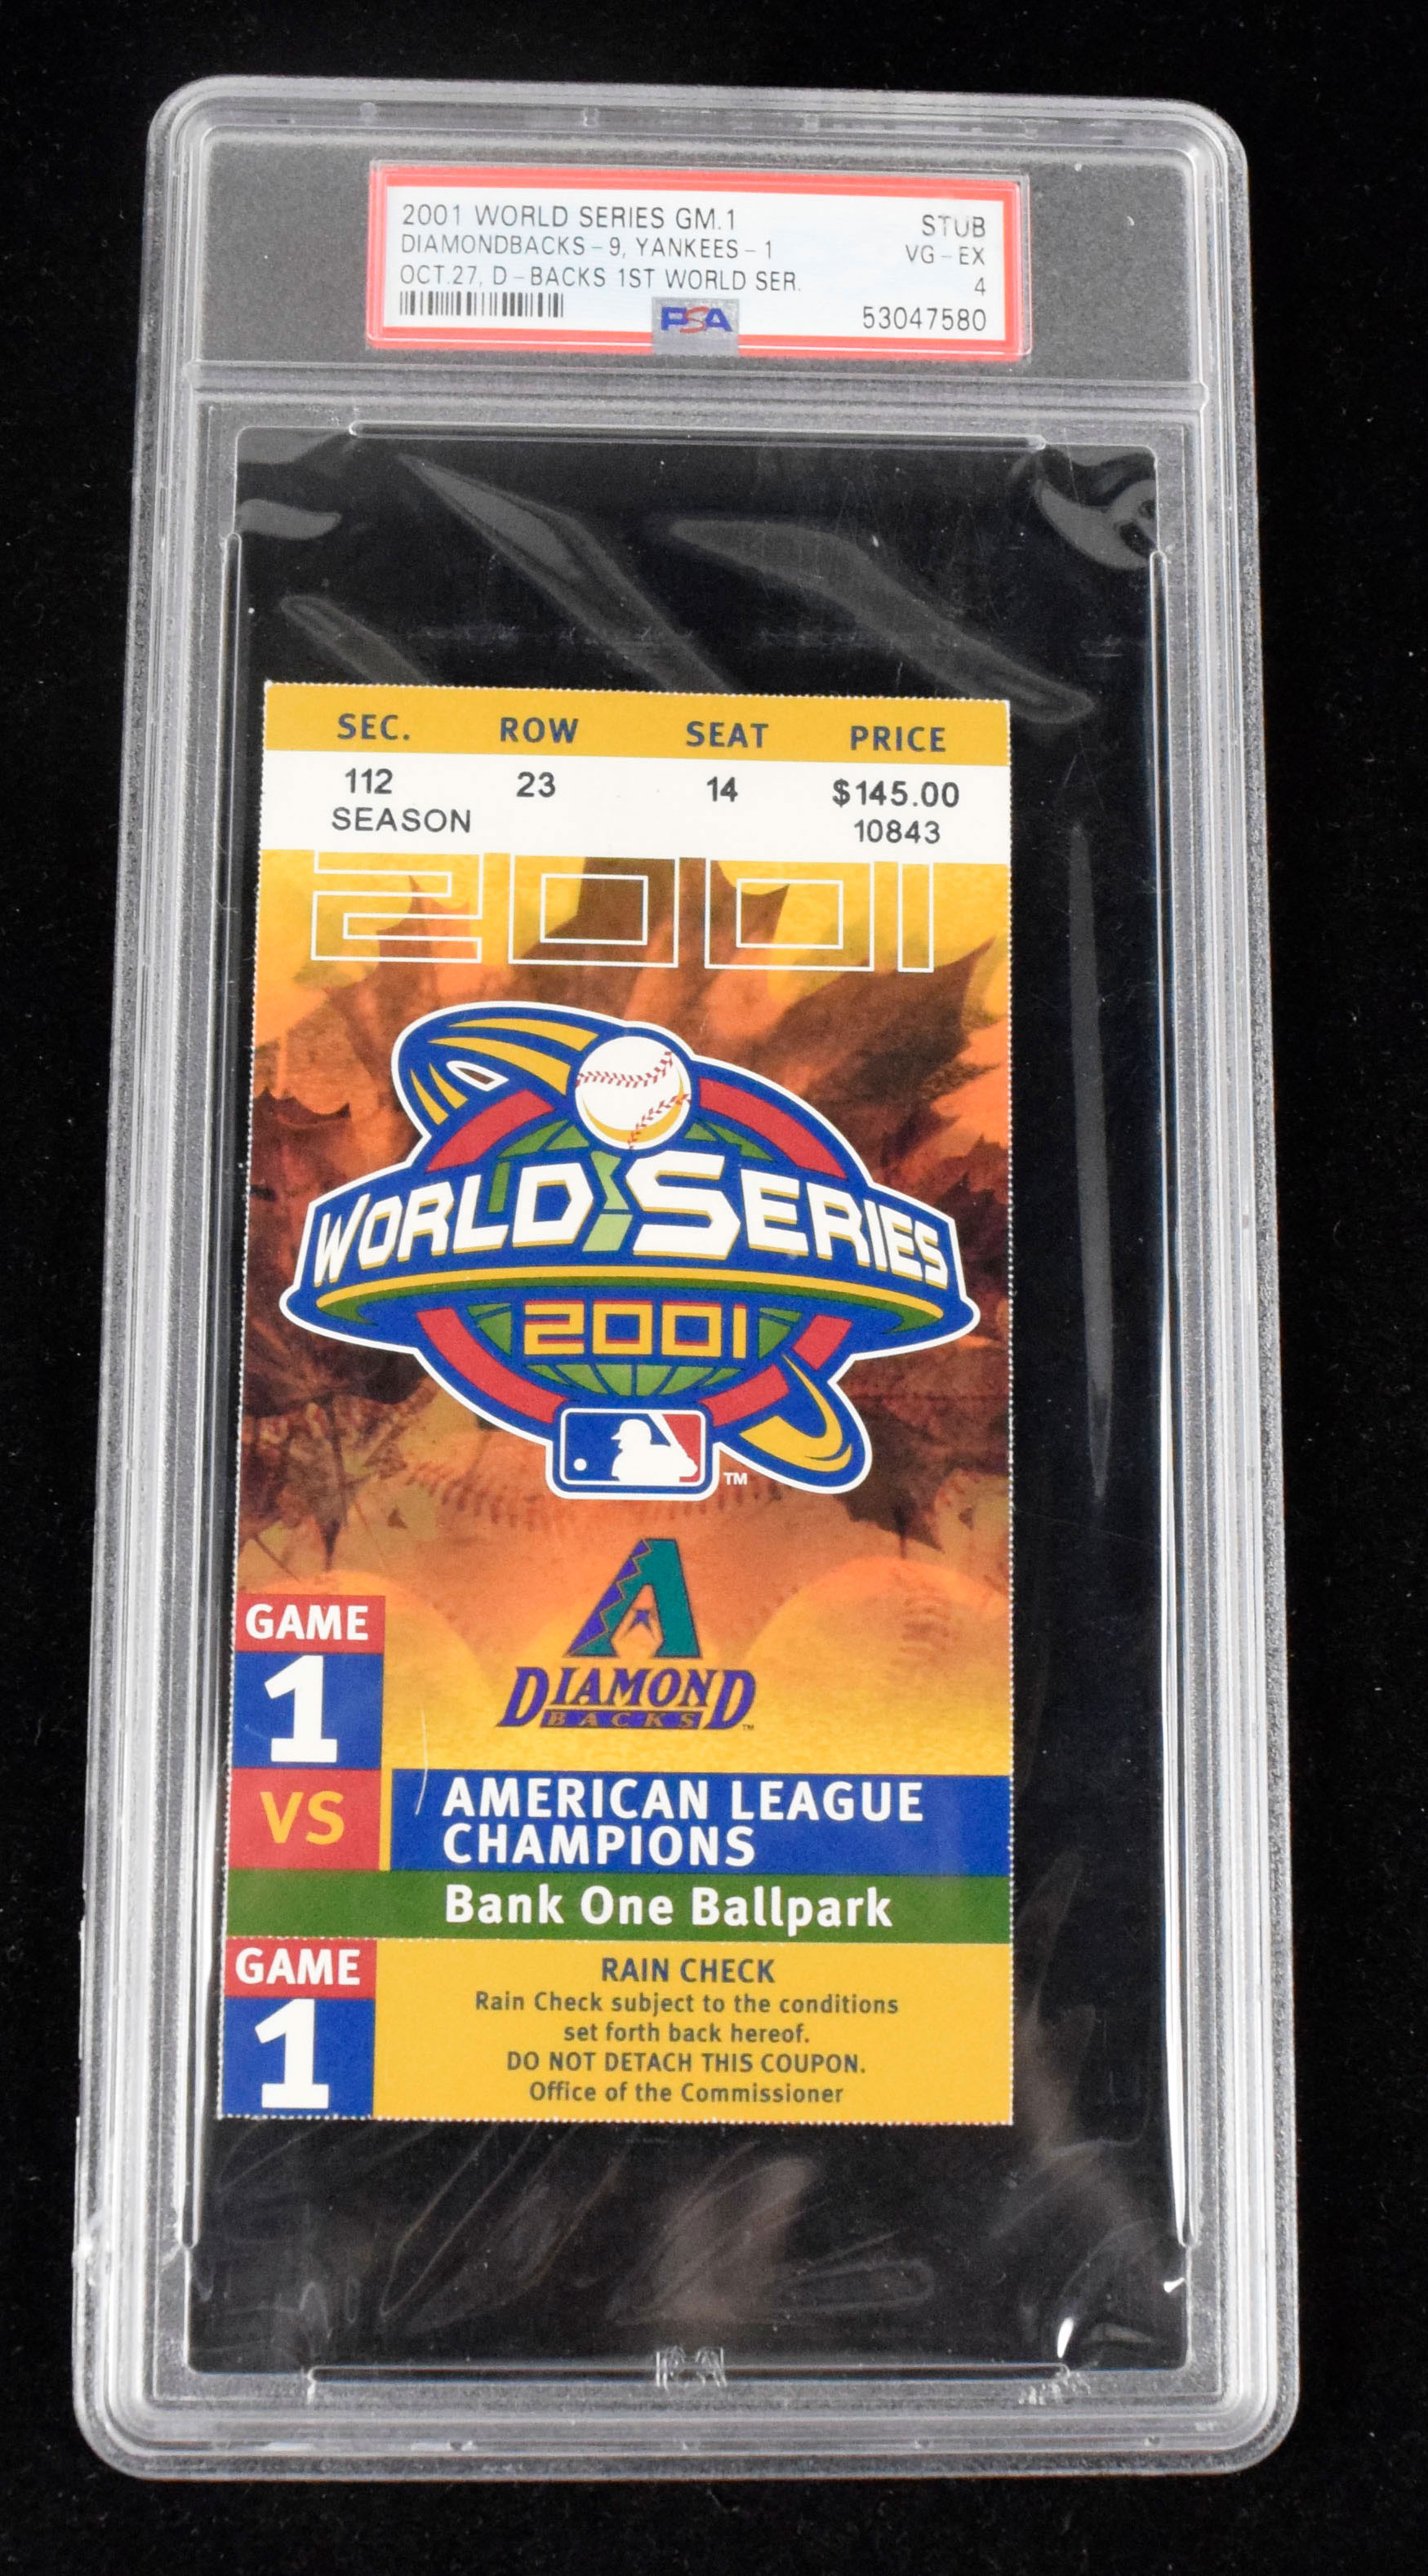 2001 WORLD SERIES GM.1 STUB
DIAMONDBACKS-9, YANKEES-1 VG-EX
OCT.27, D-BACKS 1ST WORLD SER. 4
PSA 53047580
SEC. ROW SEAT PRICE
112 23 14 $145.00
SEASON 10843
2001
WORLD SERIES
2001
TM
GAME
1
A
DIAMOND
BACKS TM
VS
AMERICAN LEAGUE
CHAMPIONS
Bank One Ballpark
GAME
1
RAIN CHECK
Rain Check subject to the conditions
set forth back hereof.
DO NOT DETACH THIS COUPON.
Office of the Commissioner
PSA